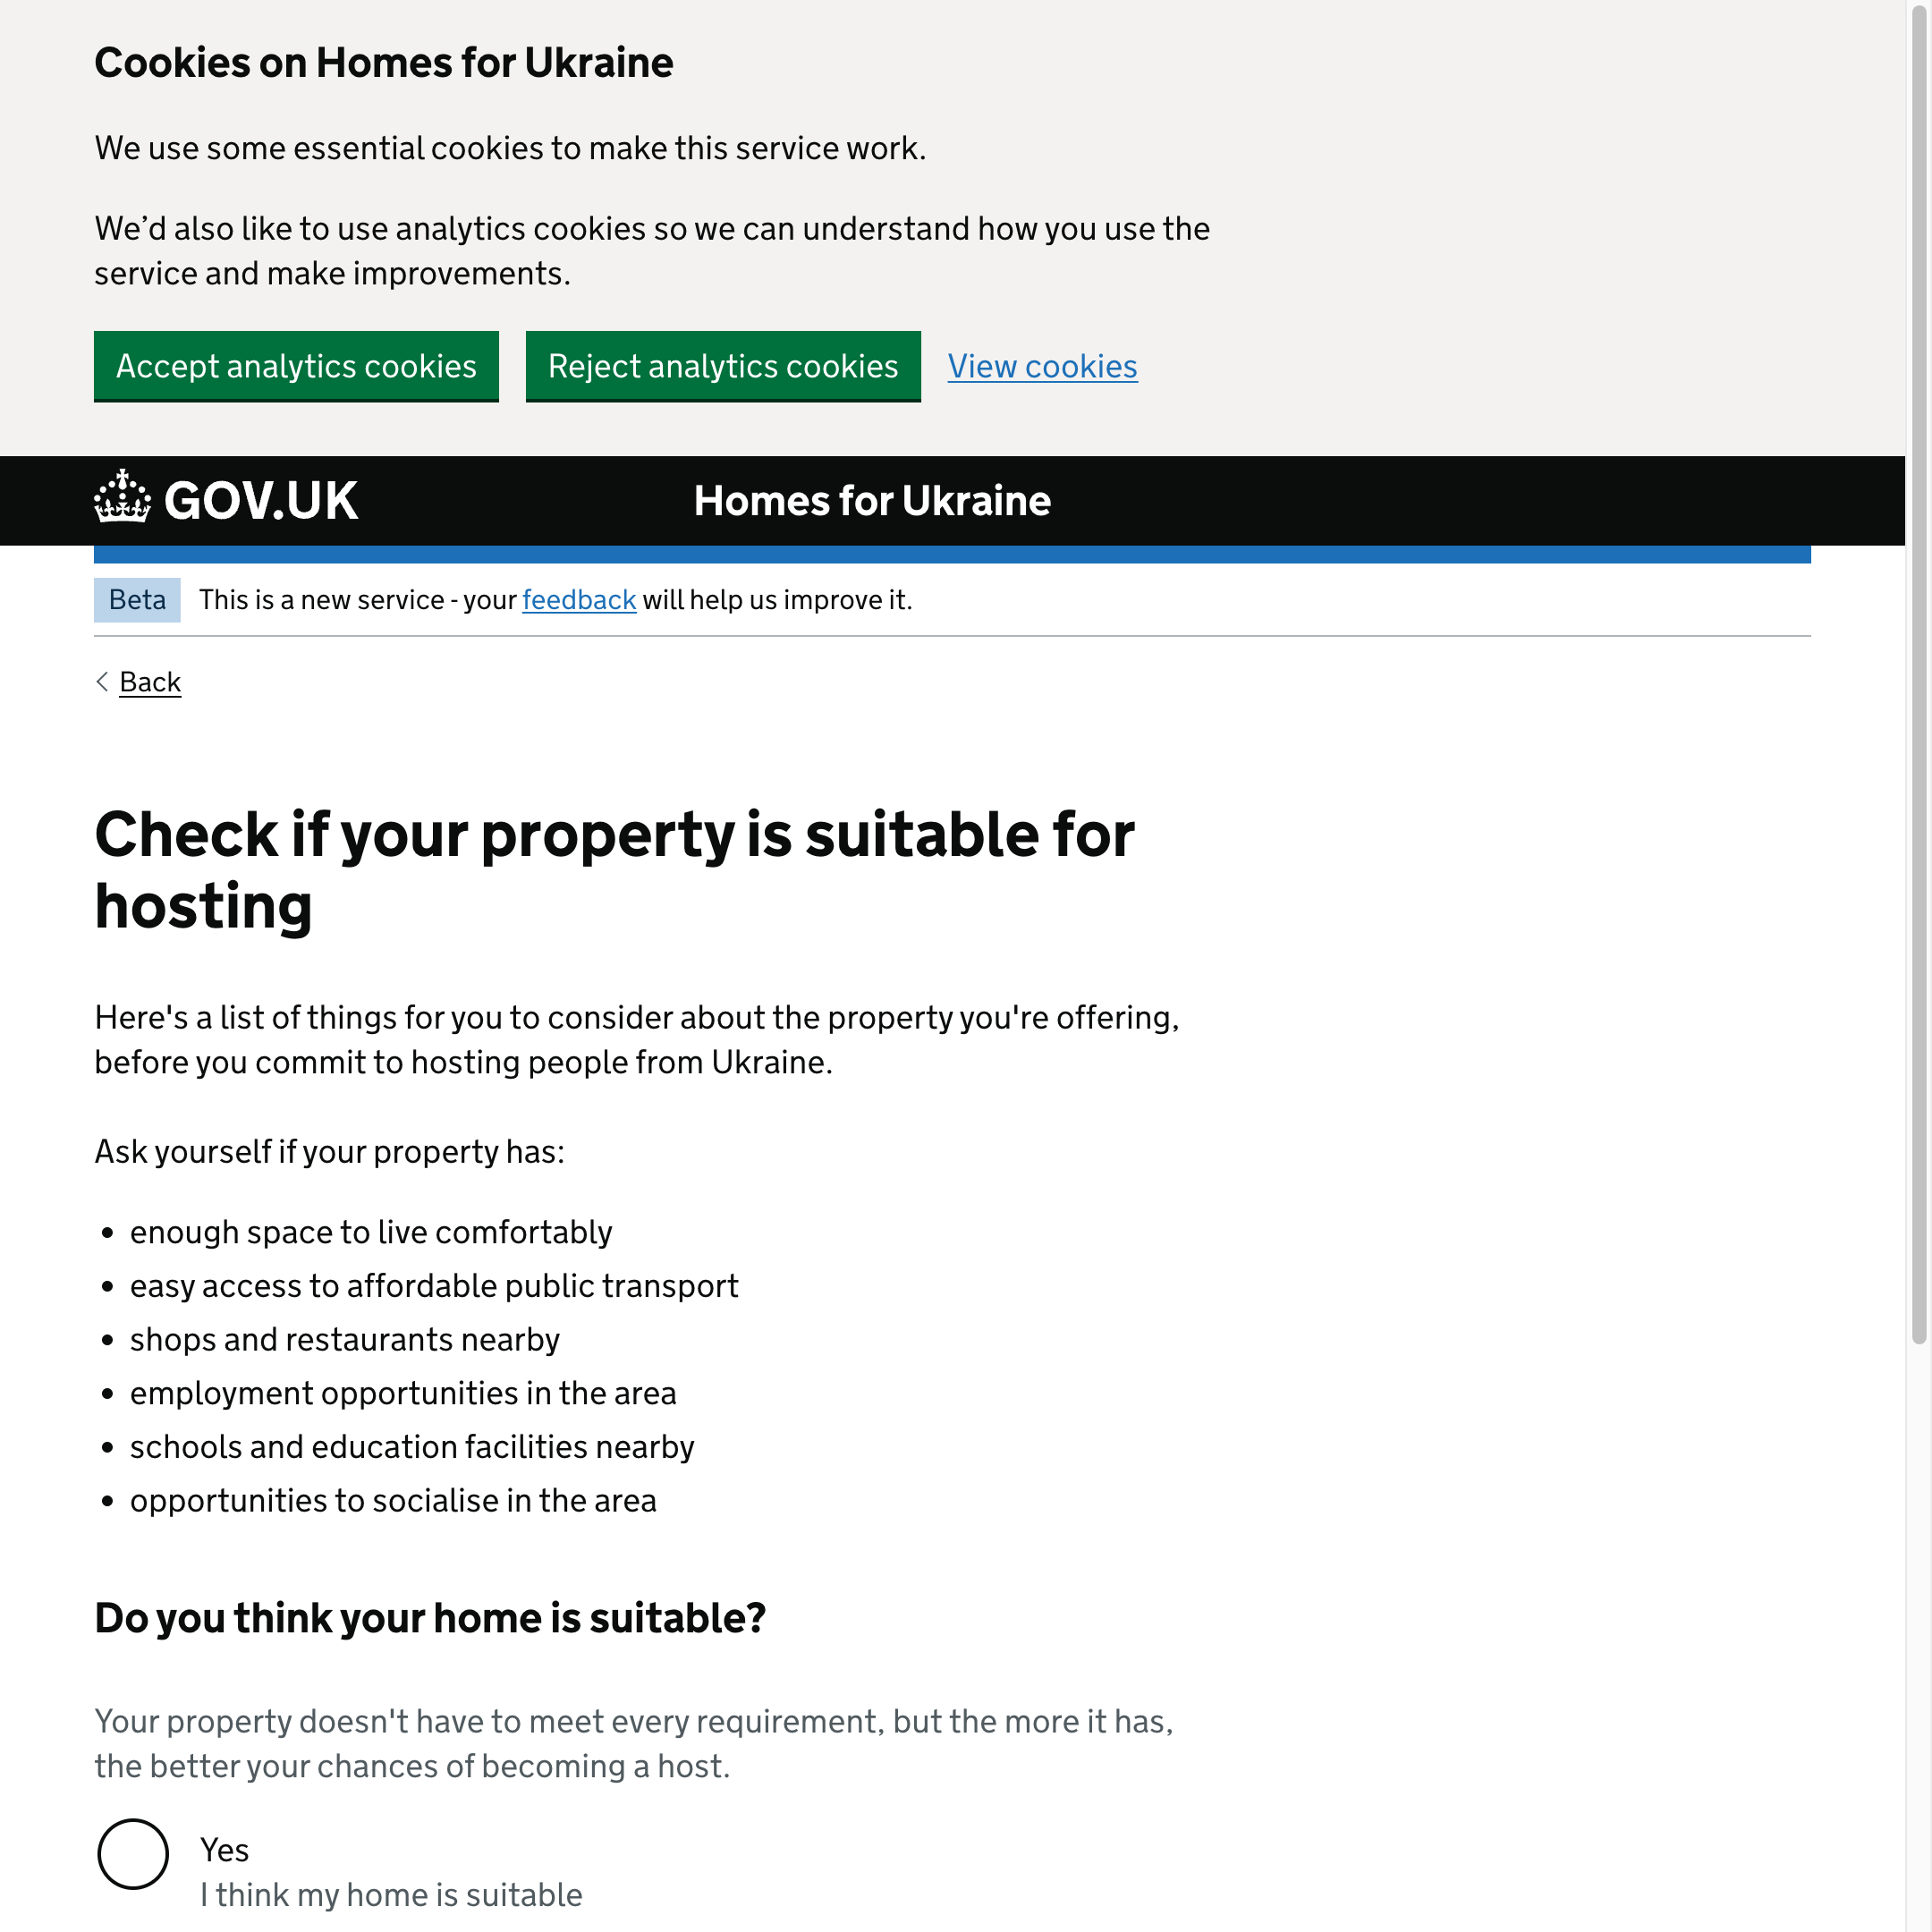 Cookies on Homes for Ukraine
We use some essential cookies to make this service work.
We’d also like to use analytics cookies so we can understand how you use the
service and make improvements.
Accept analytics cookies
Reject analytics cookies
View cookies
GOV.UK
Homes for Ukraine
Beta
This is a new service - your feedback will help us improve it.
Back
Check if your property is suitable for
hosting
Here's a list of things for you to consider about the property you're offering,
before you commit to hosting people from Ukraine.
Ask yourself if your property has:
• enough space to live comfortably
• easy access to affordable public transport
• shops and restaurants nearby
• employment opportunities in the area
• schools and education facilities nearby
• opportunities to socialise in the area
Do you think your home is suitable?
Your property doesn't have to meet every requirement, but the more it has,
the better your chances of becoming a host.
Yes
I think my home is suitable